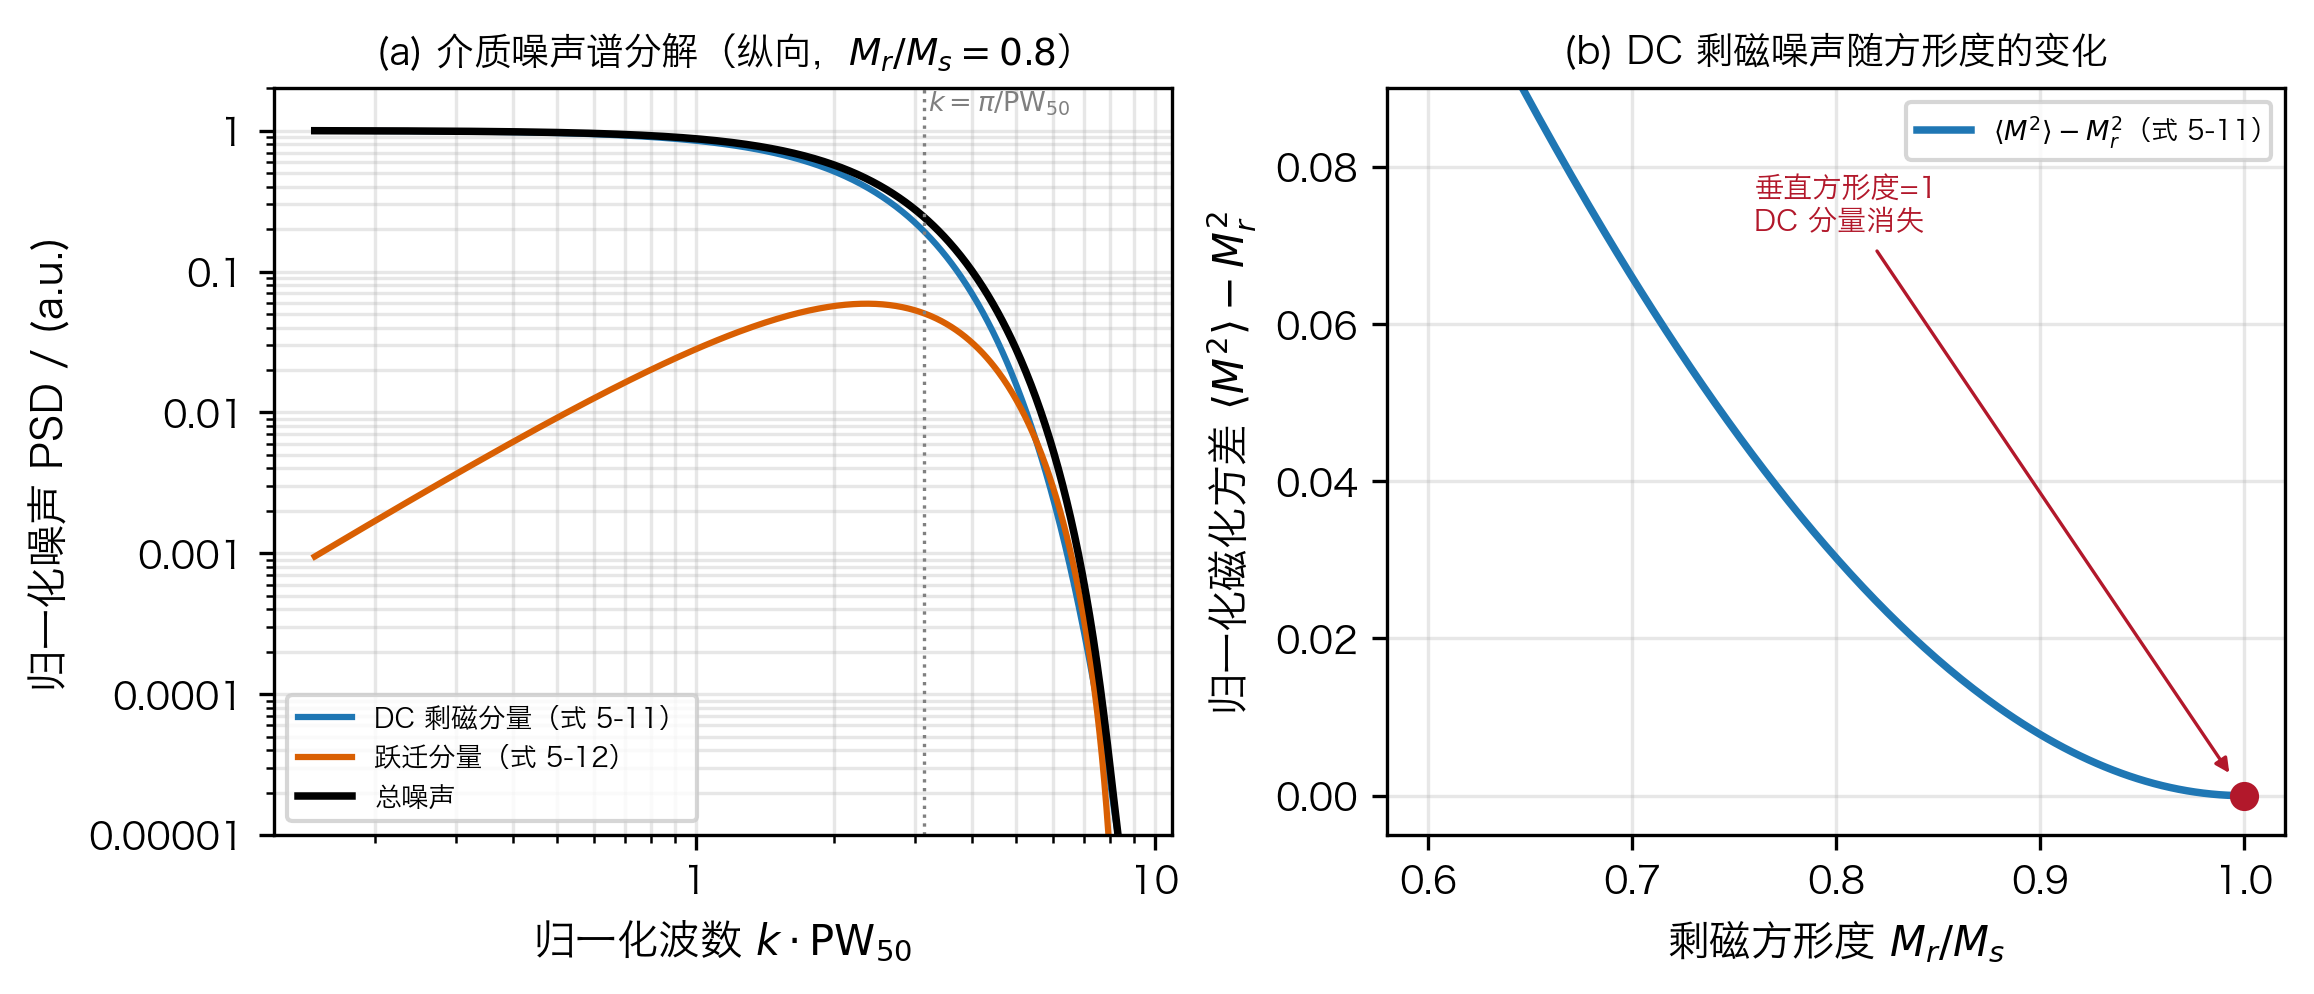 (a) 介质噪声谱分解（纵向，M_r/M_s = 0.8）
k = π/PW₅₀
1
0.1
0.01
0.001
0.0001
0.00001
归一化噪声 PSD / (a.u.)
DC 剩磁分量（式 5-11）
跃迁分量（式 5-12）
总噪声
1
10
归一化波数 k · PW₅₀
(b) DC 剩磁噪声随方形度的变化
⟨M²⟩ − M_r²（式 5-11）
垂直方形度=1
DC 分量消失
0.08
0.06
0.04
0.02
0.00
归一化磁化方差 ⟨M²⟩ − M_r²
0.6
0.7
0.8
0.9
1.0
剩磁方形度 M_r/M_s